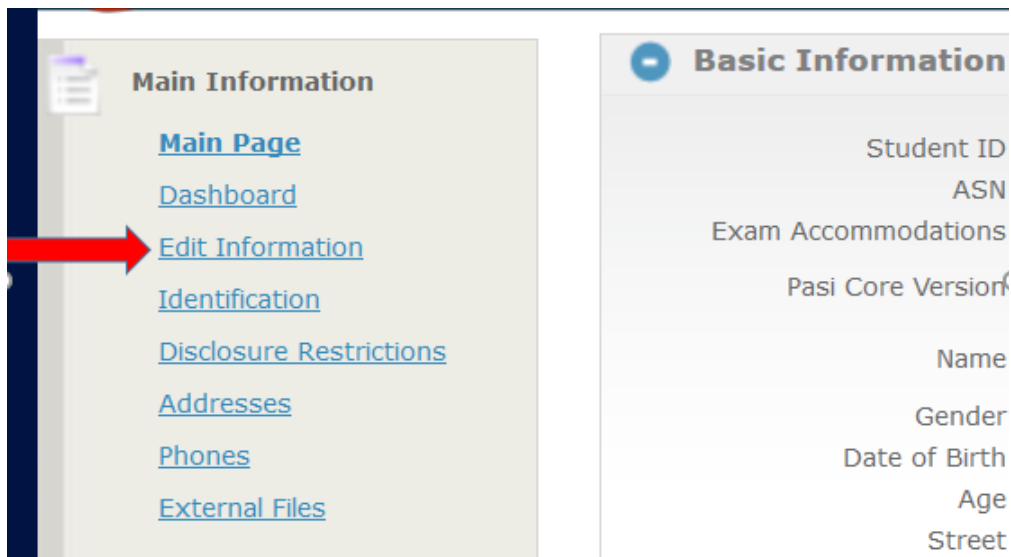 Main Information
Main Page
Dashboard
Edit Information
Identification
Disclosure Restrictions
Addresses
Phones
External Files
Basic Information
Student ID
ASN
Exam Accommodations
Pasi Core Version
Name
Gender
Date of Birth
Age
Street